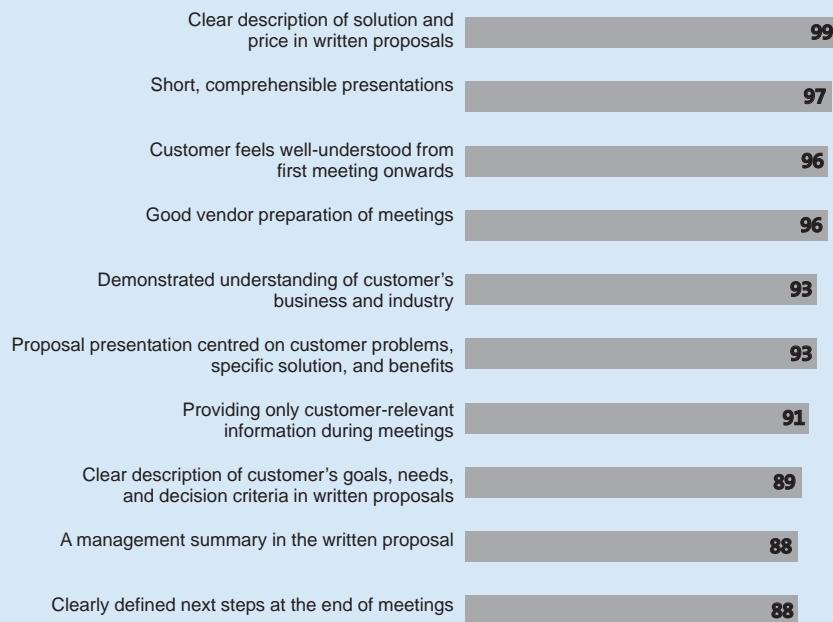 Clear description of solution and
price in written proposals
99
Short, comprehensible presentations
97
Customer feels well-understood from
first meeting onwards
96
Good vendor preparation of meetings
96
Demonstrated understanding of customer’s
business and industry
93
Proposal presentation centred on customer problems,
specific solution, and benefits
93
Providing only customer-relevant
information during meetings
91
Clear description of customer’s goals, needs,
and decision criteria in written proposals
89
A management summary in the written proposal
88
Clearly defined next steps at the end of meetings
88